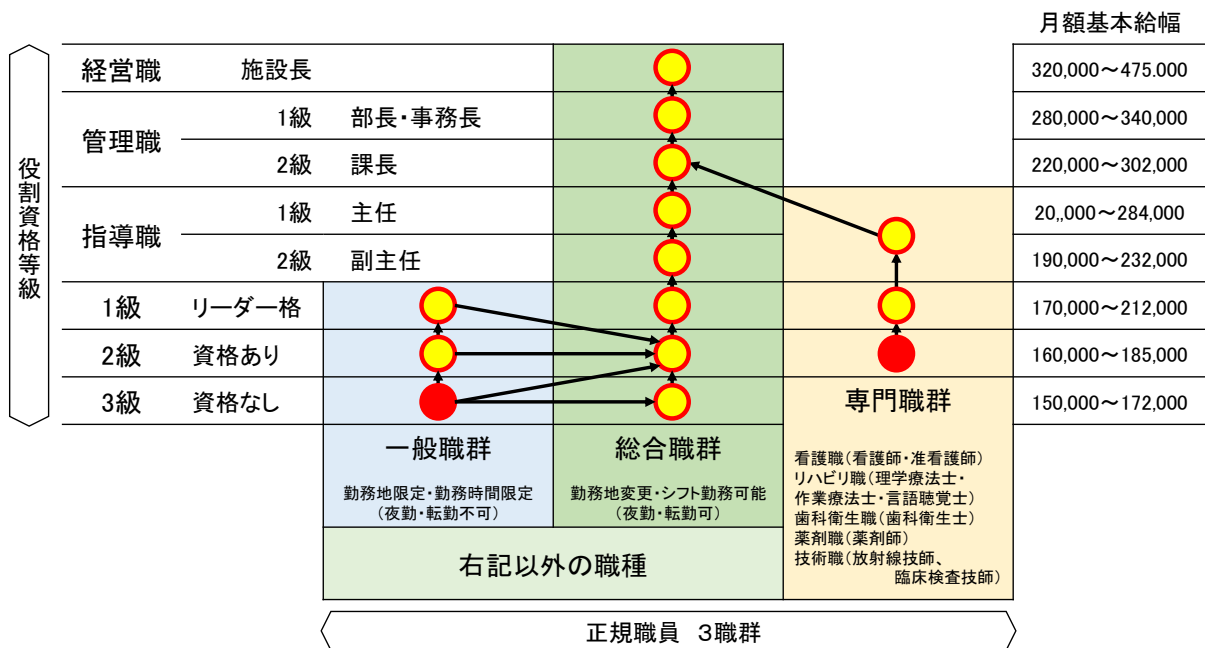 月額基本給幅
役割資格等級
経営職 施設長 320,000～475.000
管理職
1級 部長・事務長 280,000～340,000
2級 課長 220,000～302,000
指導職
1級 主任 20,,000～284,000
2級 副主任 190,000～232,000
1級 リーダー格 170,000～212,000
2級 資格あり 160,000～185,000
3級 資格なし 150,000～172,000
一般職群
勤務地限定・勤務時間限定
(夜勤・転勤不可)
総合職群
勤務地変更・シフト勤務可能
(夜勤・転勤可)
右記以外の職種
専門職群
看護職(看護師・准看護師)
リハビリ職(理学療法士・
作業療法士・言語聴覚士)
歯科衛生職(歯科衛生士)
薬剤職(薬剤師)
技術職(放射線技師、
臨床検査技師)
正規職員 3職群